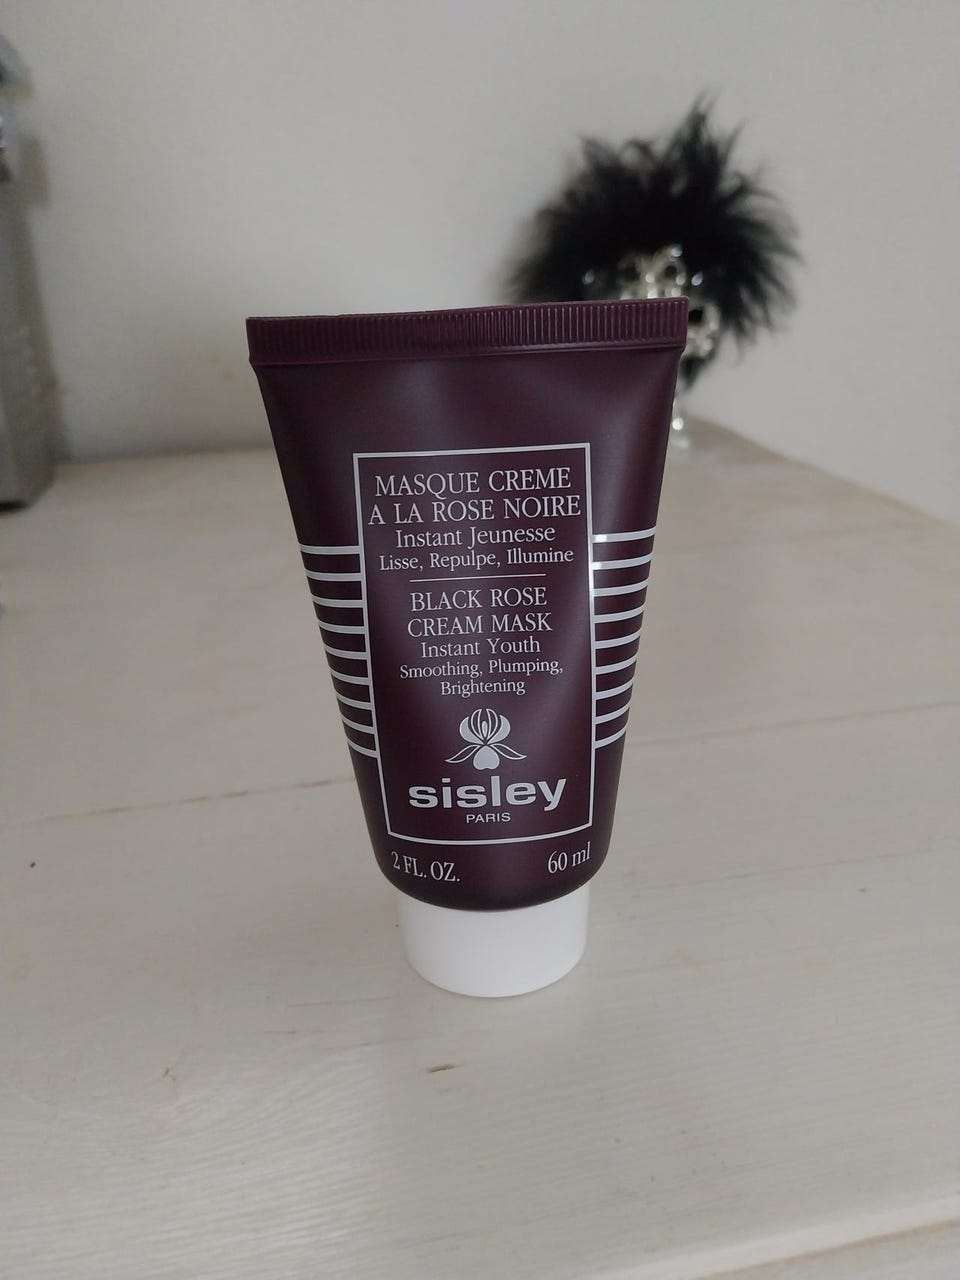 MASQUE CREME
A LA ROSE NOIRE
Instant Jeunesse
Lisse, Repulpe, Illumine
BLACK ROSE
CREAM MASK
Instant Youth
Smoothing, Plumping,
Brightening
sisley
PARIS
2 FL. OZ. 60 ml